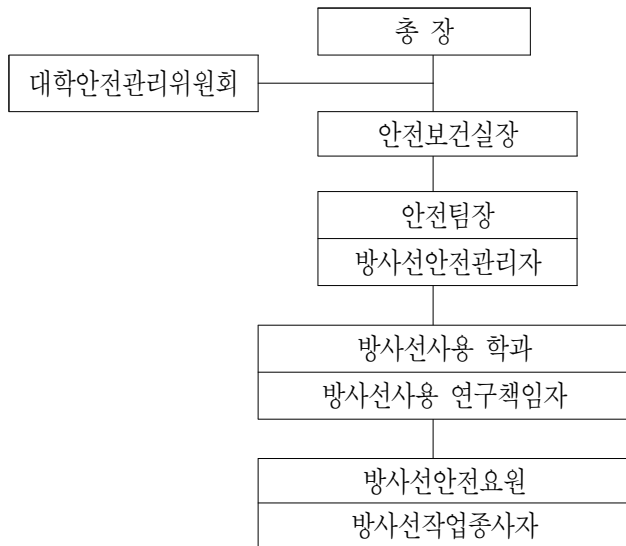 총 장
대학안전관리위원회
안전보건실장
안전팀장
방사선안전관리자
방사선사용 학과
방사선사용 연구책임자
방사선안전요원
방사선작업종사자